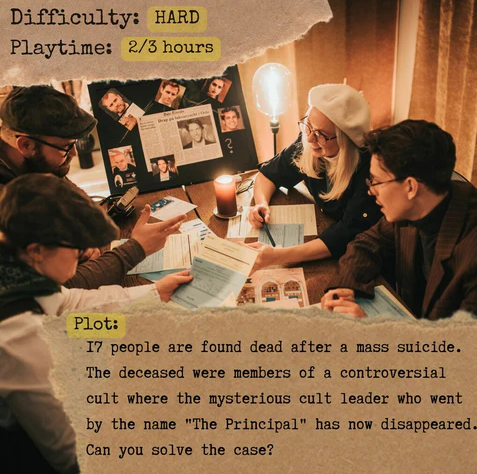 Difficulty: HARD
Playtime: 2/3 hours
?
Plot:
17 people are found dead after a mass suicide.
The deceased were members of a controversial
cult where the mysterious cult leader who went
by the name "The Principal" has now disappeared.
Can you solve the case?